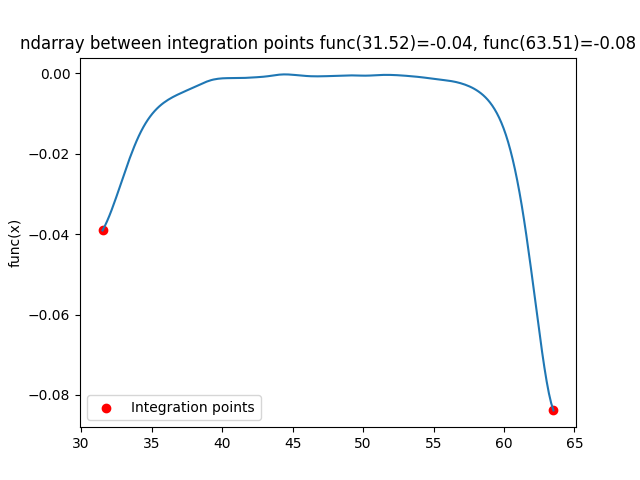 ndarray between integration points func(31.52)=-0.04, func(63.51)=-0.08
0.00
−0.02
−0.04
−0.06
−0.08
func(x)
Integration points
30 35 40 45 50 55 60 65